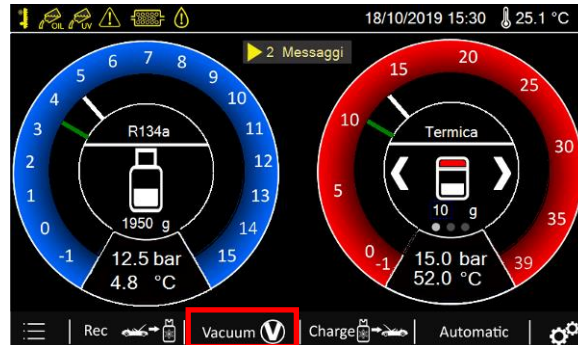 OIL UV 18/10/2019 15:30 25.1 °C
2 Messaggi
-1 0 1 2 3 4 5 6 7 8 9 10 11 12 13 14 15
R134a
1950 g
12.5 bar
4.8 °C
-1 0 5 10 15 20 25 30 35 39
Termica
10 g
15.0 bar
52.0 °C
Rec Vacuum V Charge Automatic